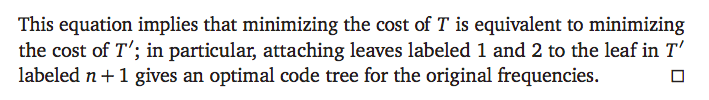 This equation implies that minimizing the cost of T is equivalent to minimizing
the cost of T′; in particular, attaching leaves labeled 1 and 2 to the leaf in T′
labeled n + 1 gives an optimal code tree for the original frequencies. □